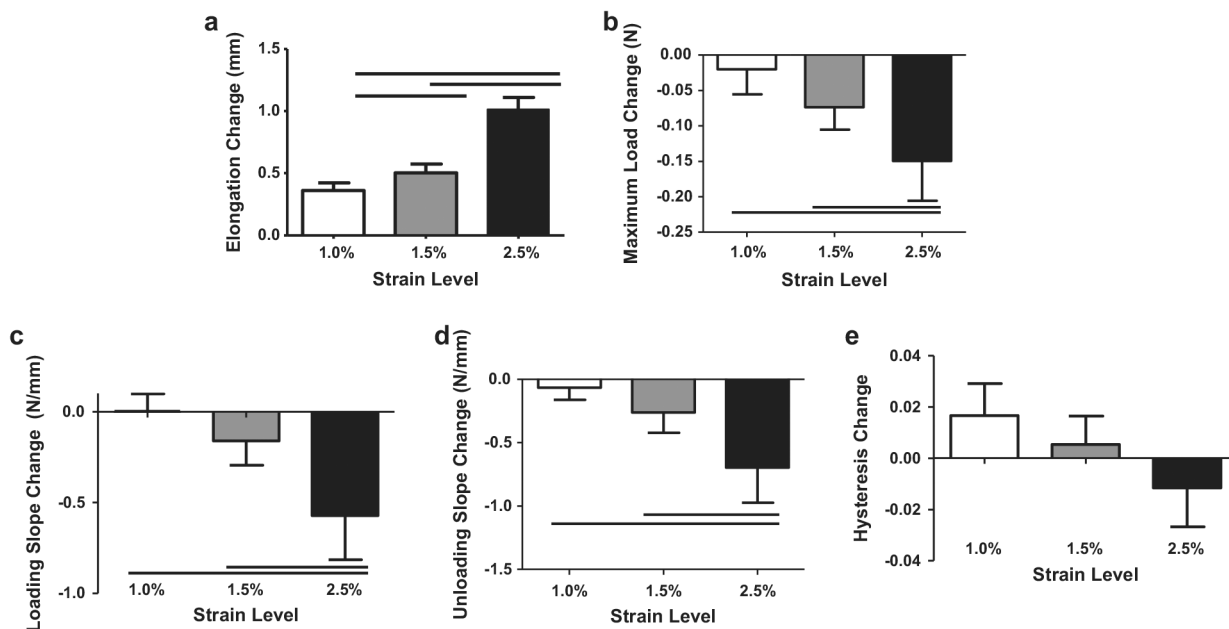 a
Elongation Change (mm)
1.5
1.0
0.5
0.0
1.0% 1.5% 2.5%
Strain Level
b
Maximum Load Change (N)
0.00
-0.05
-0.10
-0.15
-0.20
-0.25
1.0% 1.5% 2.5%
Strain Level
c
Loading Slope Change (N/mm)
0.0
-0.5
-1.0
1.0% 1.5% 2.5%
Strain Level
d
Unloading Slope Change (N/mm)
0.0
-0.5
-1.0
-1.5
1.0% 1.5% 2.5%
Strain Level
e
Hysteresis Change
0.04
0.02
0.00
-0.02
-0.04
1.0% 1.5% 2.5%
Strain Level